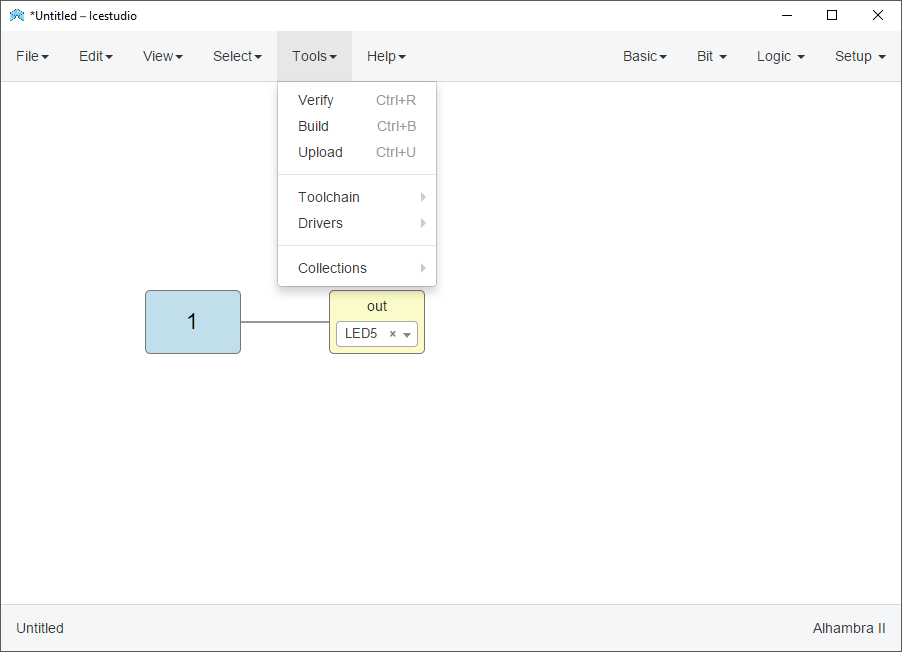 *Untitled – Icestudio
File Edit View Select Tools Help Basic Bit Logic Setup
Verify Ctrl+R
Build Ctrl+B
Upload Ctrl+U
Toolchain
Drivers
Collections
1
out
LED5 ×
Untitled Alhambra II